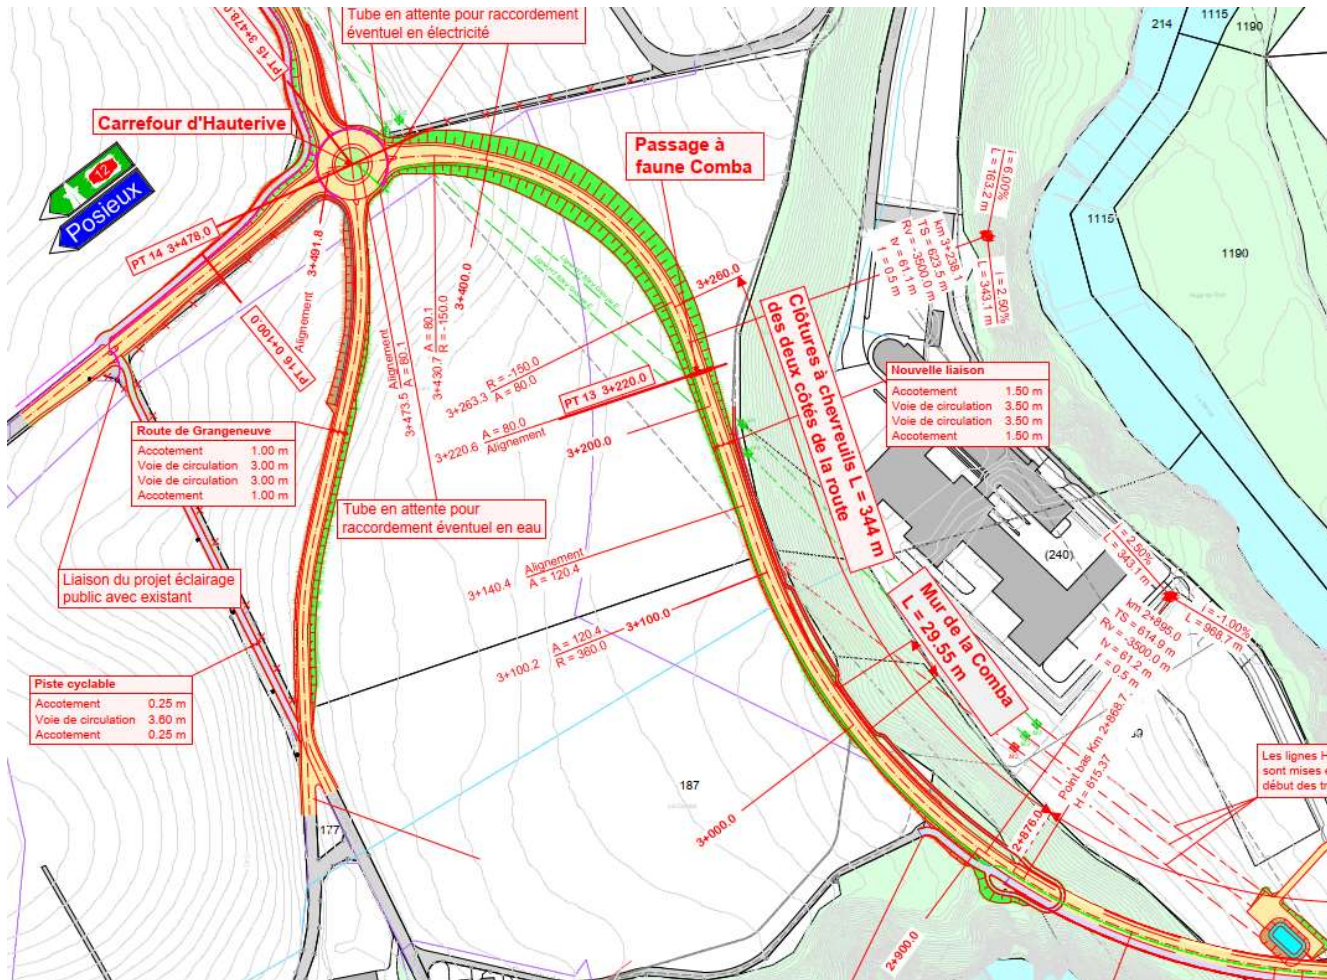 PT 15 3+478.0
Tube en attente pour raccordement
éventuel en électricité
Carrefour d'Hauterive
Passage à
faune Comba
12
Posieux
PT 14 3+478.0
3+491.8
Alignement
PT 16 0+100.0
3+473.5
Alignement
A = 80.1
3+430.7
A = 80.1
R = -150.0
3+400.0
3+263.3
R = -150.0
A = 80.0
3+260.0
PT 13 3+220.0
3+220.6
A = 80.0
Alignement
3+200.0
Clôtures à chevreuils L = 344 m
des deux côtés de la route
i = 6.00%
L = 163.2 m
km 3+238.1
TS = 623.5 m
Rv = -3500.0 m
tv = 61.1 m
f = 0.5 m
i = 2.50%
L = 343.1 m
Nouvelle liaison
Accotement 1.50 m
Voie de circulation 3.50 m
Voie de circulation 3.50 m
Accotement 1.50 m
Route de Grangeneuve
Accotement 1.00 m
Voie de circulation 3.00 m
Voie de circulation 3.00 m
Accotement 1.00 m
Tube en attente pour
raccordement éventuel en eau
Liaison du projet éclairage
public avec existant
3+140.4
Alignement
A = 120.4
3+100.2
A = 120.4
R = 360.0
3+100.0
Piste cyclable
Accotement 0.25 m
Voie de circulation 3.60 m
Accotement 0.25 m
Mur de la Comba
L = 29.55 m
i = 2.50%
L = 343.1 m
i = -1.00%
L = 968.7 m
km 2+895.0
TS = 614.9 m
Rv = -3500.0 m
tv = 61.2 m
f = 0.5 m
Point bas Km 2+868.7
H = 615.37
3+000.0
2+876.0
2+900.0
Les lignes H
sont mises e
début des tr
214
1115
1190
1115
1190
(240)
187
177